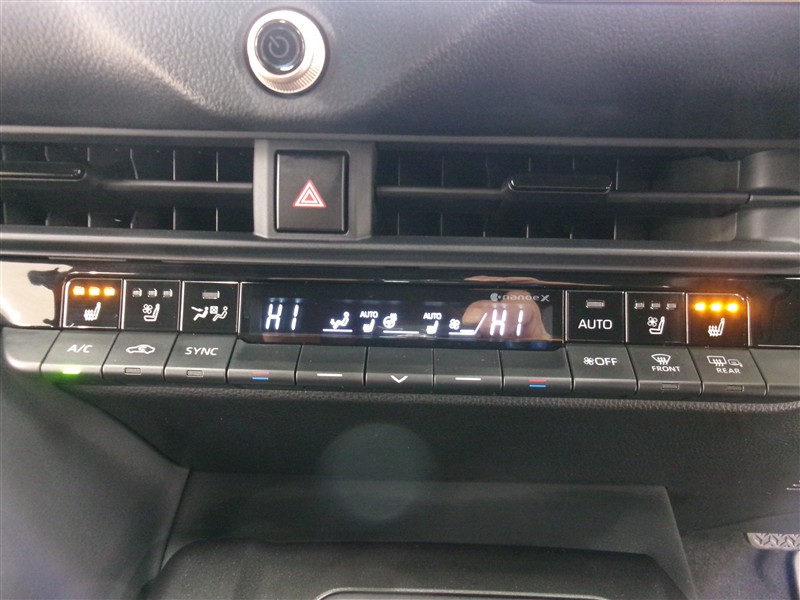 nanoeX
HI AUTO AUTO HI AUTO
A/C SYNC OFF FRONT REAR